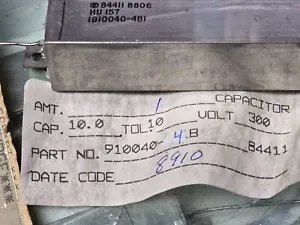 ℗ 84411 8806
HU 157
(910040-4B)
AMT. 1 CAPACITOR
CAP. 10.0 TOL 10 VOLT 300
PART NO. 910040-4B 84411
DATE CODE 8910